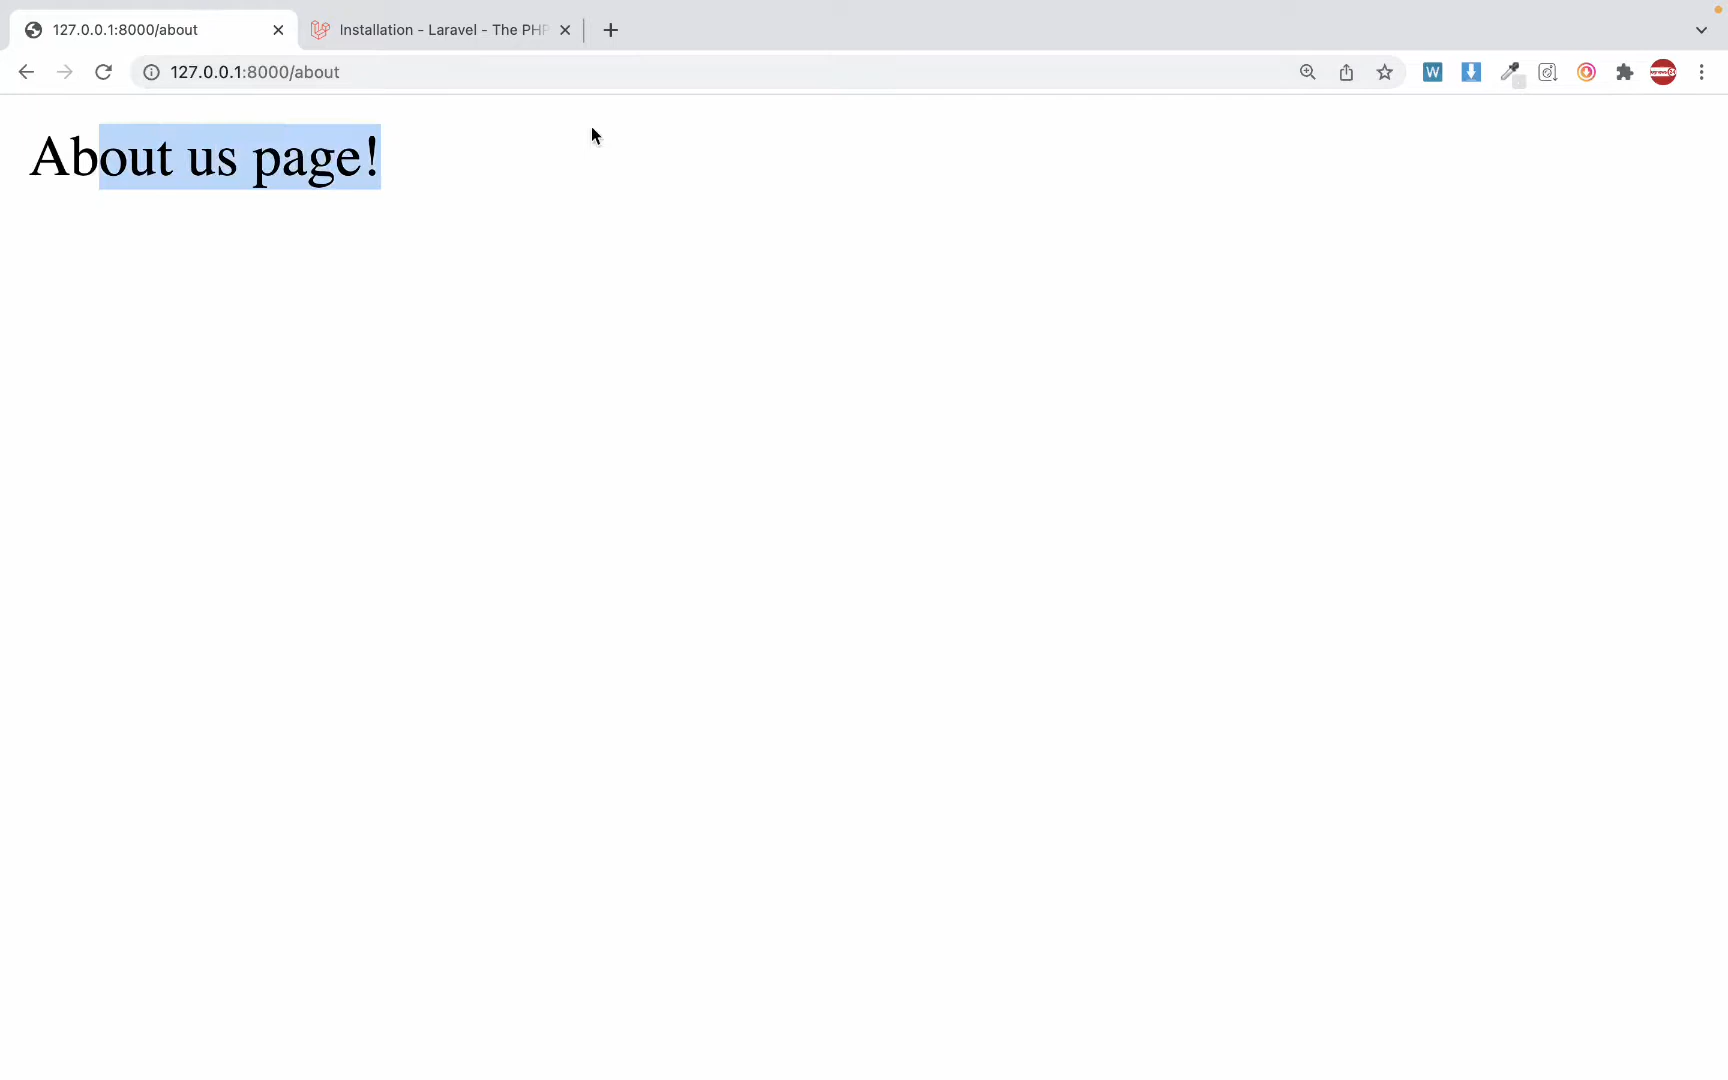 127.0.0.1:8000/about
Installation - Laravel - The PHP
127.0.0.1:8000/about
W
About us page!